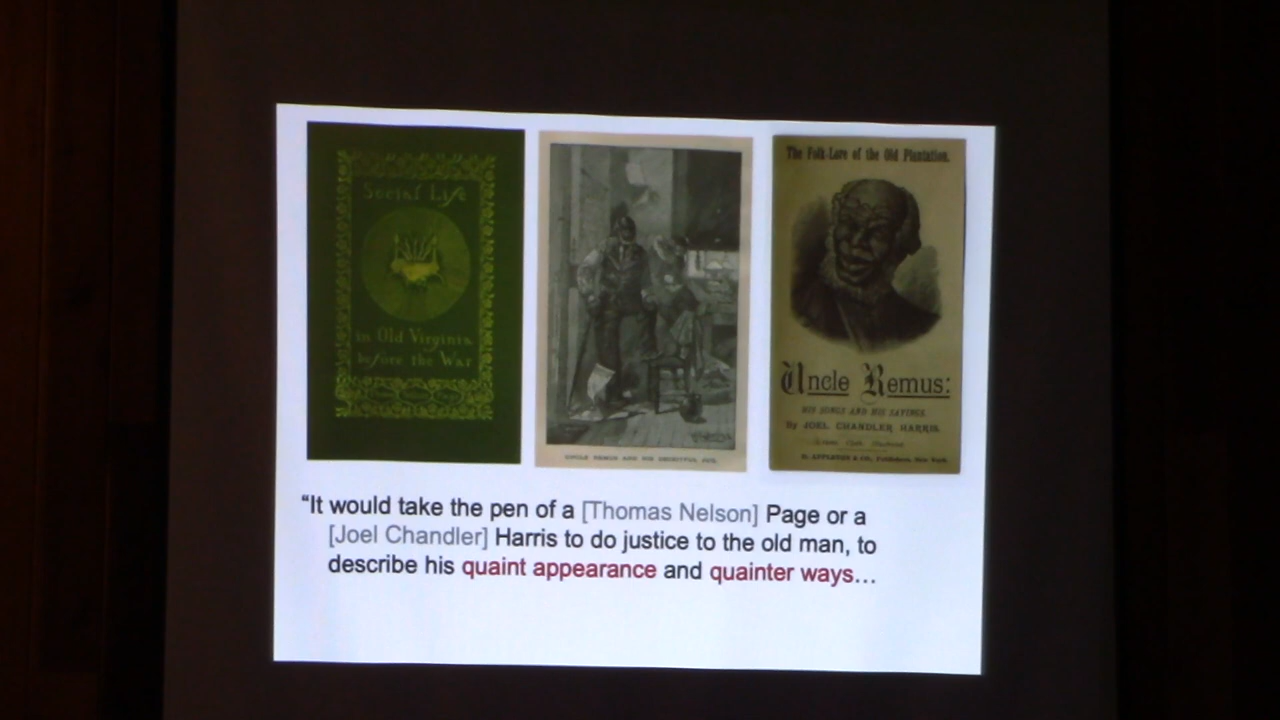 Social Life
in Old Virginia
before the War
UNCLE REMUS AND HIS DECEITFUL JUG.
The Folk-Lore of the Old Plantation.
Uncle Remus:
HIS SONGS AND HIS SAYINGS.
By JOEL CHANDLER HARRIS.
D. APPLETON & CO., Publishers, New York.
“It would take the pen of a [Thomas Nelson] Page or a
[Joel Chandler] Harris to do justice to the old man, to
describe his quaint appearance and quainter ways…